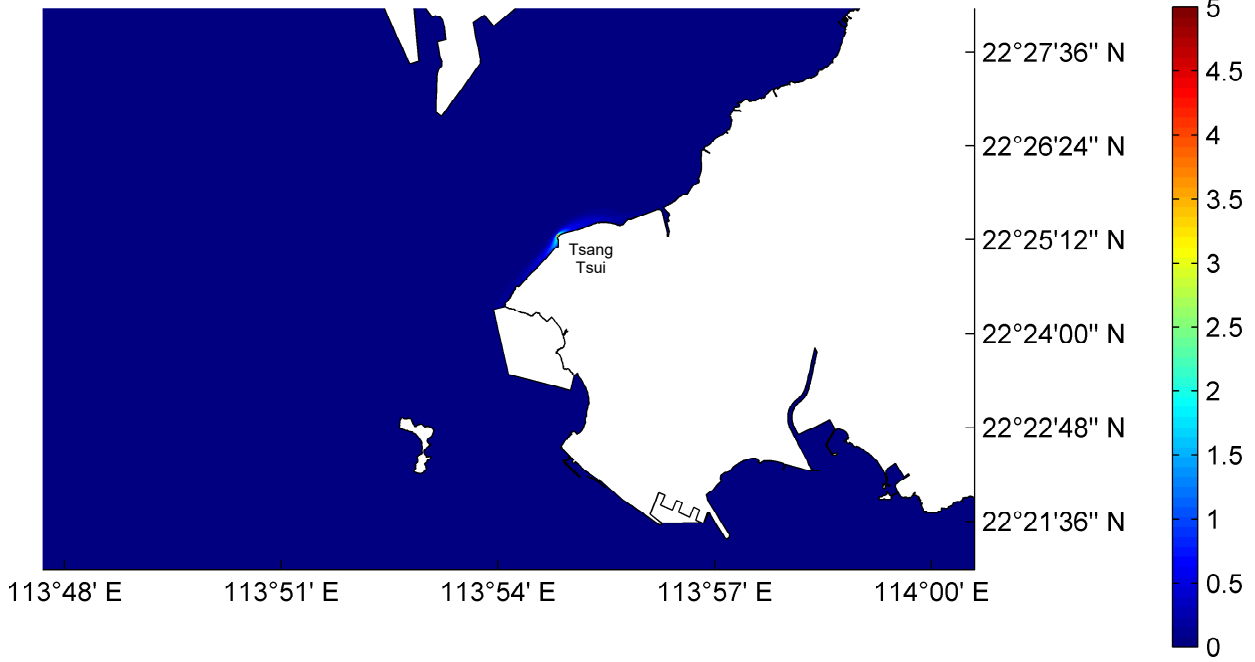 5
22°27'36" N
4.5
22°26'24" N
4
3.5
22°25'12" N
Tsang
Tsui
3
2.5
22°24'00" N
2
22°22'48" N
1.5
22°21'36" N
1
0.5
113°48' E 113°51' E 113°54' E 113°57' E 114°00' E
0